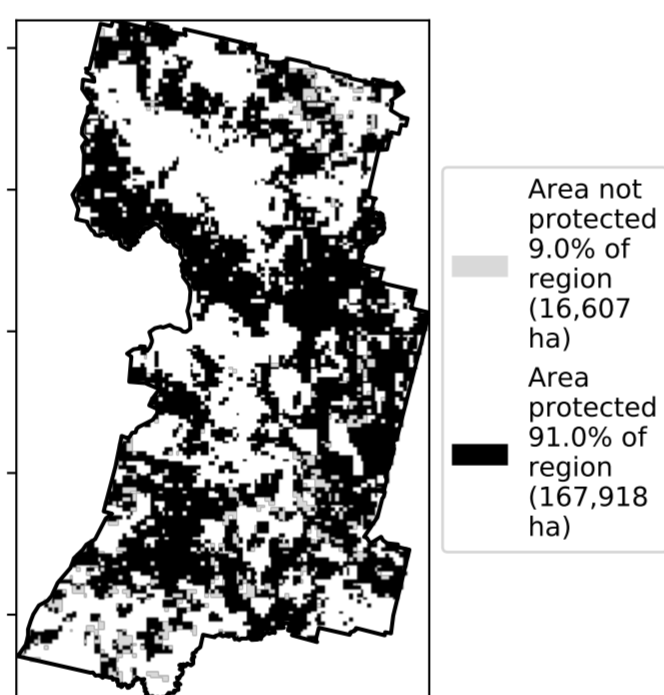 Area not
protected
9.0% of
region
(16,607
ha)
Area
protected
91.0% of
region
(167,918
ha)